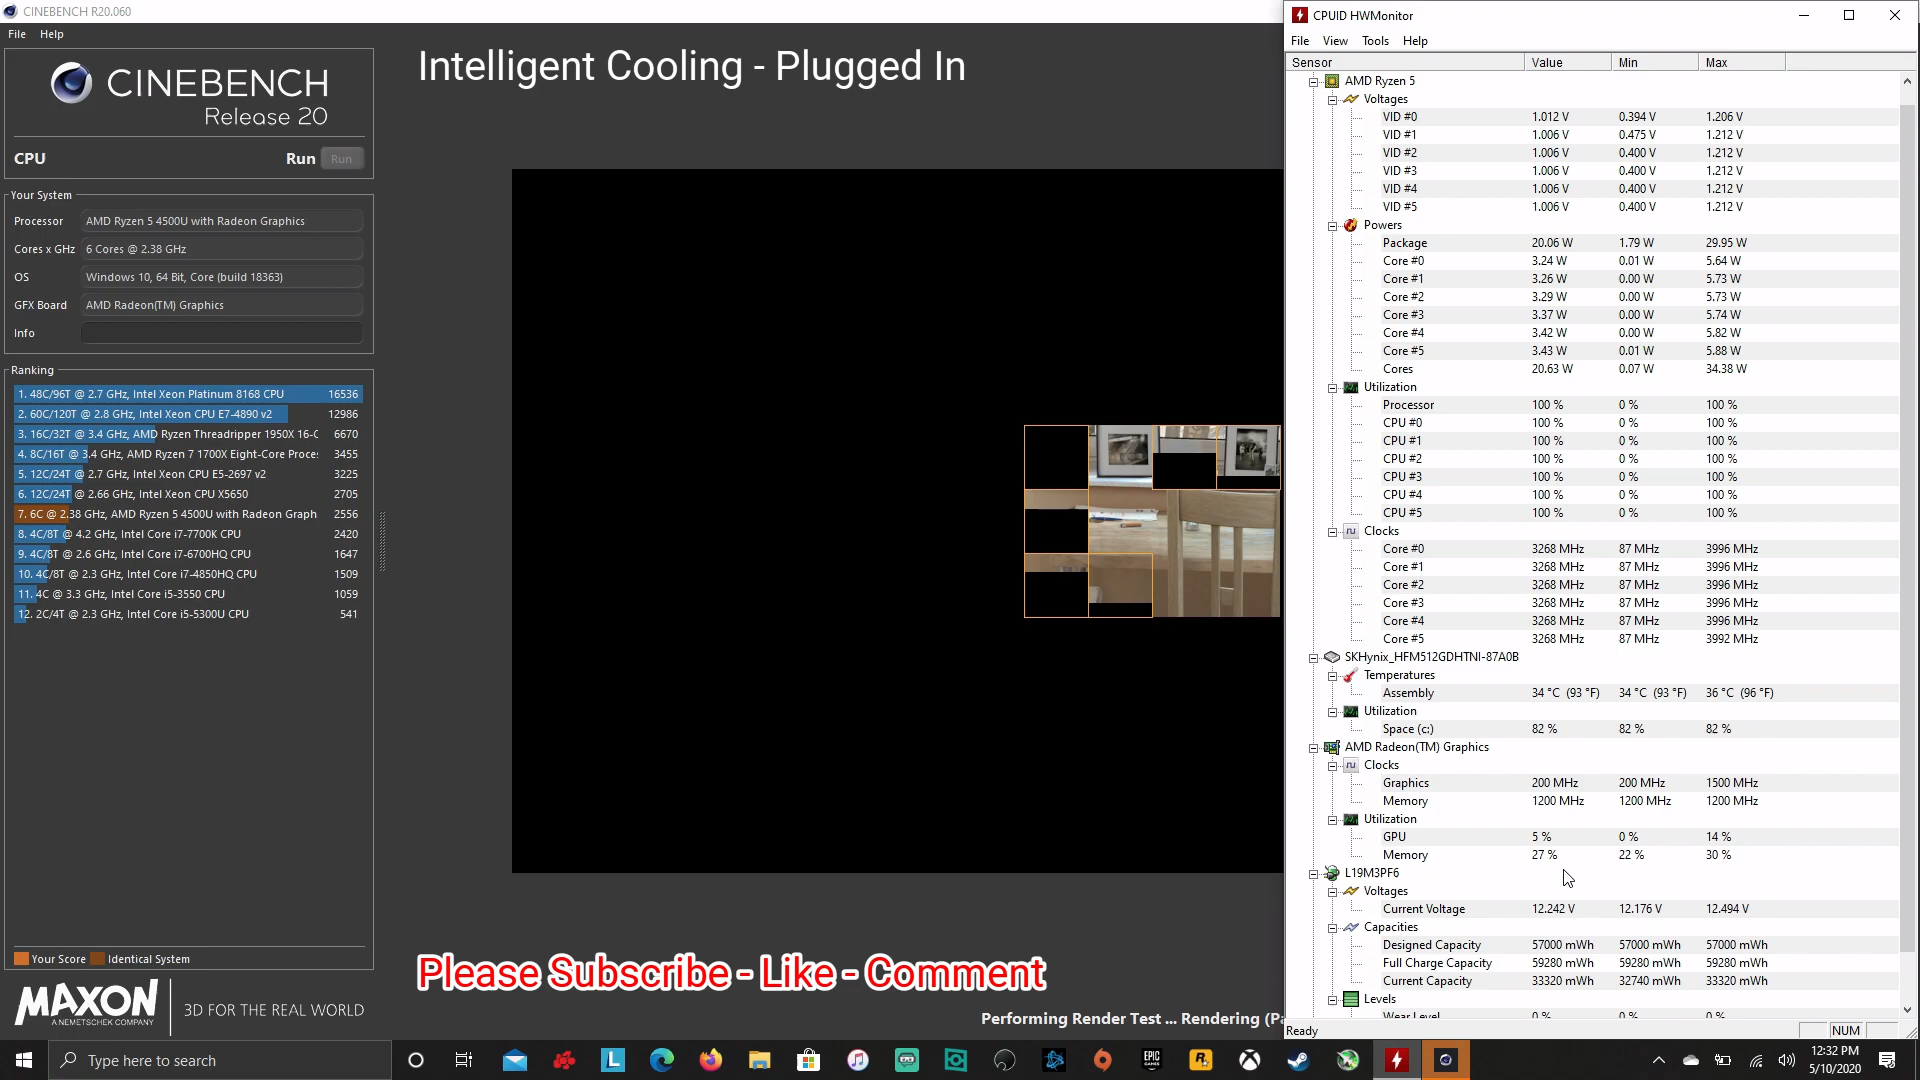 CINEBENCH R20.060
File Help
CINEBENCH
Release 20
CPU Run Run
Your System
Processor AMD Ryzen 5 4500U with Radeon Graphics
Cores x GHz 6 Cores @ 2.38 GHz
OS Windows 10, 64 Bit, Core (build 18363)
GFX Board AMD Radeon(TM) Graphics
Info
Ranking
1. 48C/96T @ 2.7 GHz, Intel Xeon Platinum 8168 CPU 16536
2. 60C/120T @ 2.8 GHz, Intel Xeon CPU E7-4890 v2 12986
3. 16C/32T @ 3.4 GHz, AMD Ryzen Threadripper 1950X 16-C 6670
4. 8C/16T @ 3.4 GHz, AMD Ryzen 7 1700X Eight-Core Proce: 3455
5. 12C/24T @ 2.7 GHz, Intel Xeon CPU E5-2697 v2 3225
6. 12C/24T @ 2.66 GHz, Intel Xeon CPU X5650 2705
7. 6C @ 2.38 GHz, AMD Ryzen 5 4500U with Radeon Graph 2556
8. 4C/8T @ 4.2 GHz, Intel Core i7-7700K CPU 2420
9. 4C/8T @ 2.6 GHz, Intel Core i7-6700HQ CPU 1647
10. 4C/8T @ 2.3 GHz, Intel Core i7-4850HQ CPU 1509
11. 4C @ 3.3 GHz, Intel Core i5-3550 CPU 1059
12. 2C/4T @ 2.3 GHz, Intel Core i5-5300U CPU 541
Your Score Identical System
MAXON
A NEMETSCHEK COMPANY
3D FOR THE REAL WORLD
Intelligent Cooling - Plugged In
Please Subscribe - Like - Comment
Performing Render Test ... Rendering (Pa
CPUID HWMonitor
File View Tools Help
Sensor Value Min Max
AMD Ryzen 5
Voltages
VID #0 1.012 V 0.394 V 1.206 V
VID #1 1.006 V 0.475 V 1.212 V
VID #2 1.006 V 0.400 V 1.212 V
VID #3 1.006 V 0.400 V 1.212 V
VID #4 1.006 V 0.400 V 1.212 V
VID #5 1.006 V 0.400 V 1.212 V
Powers
Package 20.06 W 1.79 W 29.95 W
Core #0 3.24 W 0.01 W 5.64 W
Core #1 3.26 W 0.00 W 5.73 W
Core #2 3.29 W 0.00 W 5.73 W
Core #3 3.37 W 0.00 W 5.74 W
Core #4 3.42 W 0.00 W 5.82 W
Core #5 3.43 W 0.01 W 5.88 W
Cores 20.63 W 0.07 W 34.38 W
Utilization
Processor 100 % 0 % 100 %
CPU #0 100 % 0 % 100 %
CPU #1 100 % 0 % 100 %
CPU #2 100 % 0 % 100 %
CPU #3 100 % 0 % 100 %
CPU #4 100 % 0 % 100 %
CPU #5 100 % 0 % 100 %
Clocks
Core #0 3268 MHz 87 MHz 3996 MHz
Core #1 3268 MHz 87 MHz 3996 MHz
Core #2 3268 MHz 87 MHz 3996 MHz
Core #3 3268 MHz 87 MHz 3996 MHz
Core #4 3268 MHz 87 MHz 3996 MHz
Core #5 3268 MHz 87 MHz 3992 MHz
SKHynix_HFM512GDHTNI-87A0B
Temperatures
Assembly 34 °C (93 °F) 34 °C (93 °F) 36 °C (96 °F)
Utilization
Space (c:) 82 % 82 % 82 %
AMD Radeon(TM) Graphics
Clocks
Graphics 200 MHz 200 MHz 1500 MHz
Memory 1200 MHz 1200 MHz 1200 MHz
Utilization
GPU 5 % 0 % 14 %
Memory 27 % 22 % 30 %
L19M3PF6
Voltages
Current Voltage 12.242 V 12.176 V 12.494 V
Capacities
Designed Capacity 57000 mWh 57000 mWh 57000 mWh
Full Charge Capacity 59280 mWh 59280 mWh 59280 mWh
Current Capacity 33320 mWh 32740 mWh 33320 mWh
Levels
Wear Level 0 % 0 % 0 %
Ready NUM
Type here to search
L
EPIC GAMES
R
12:32 PM
5/10/2020